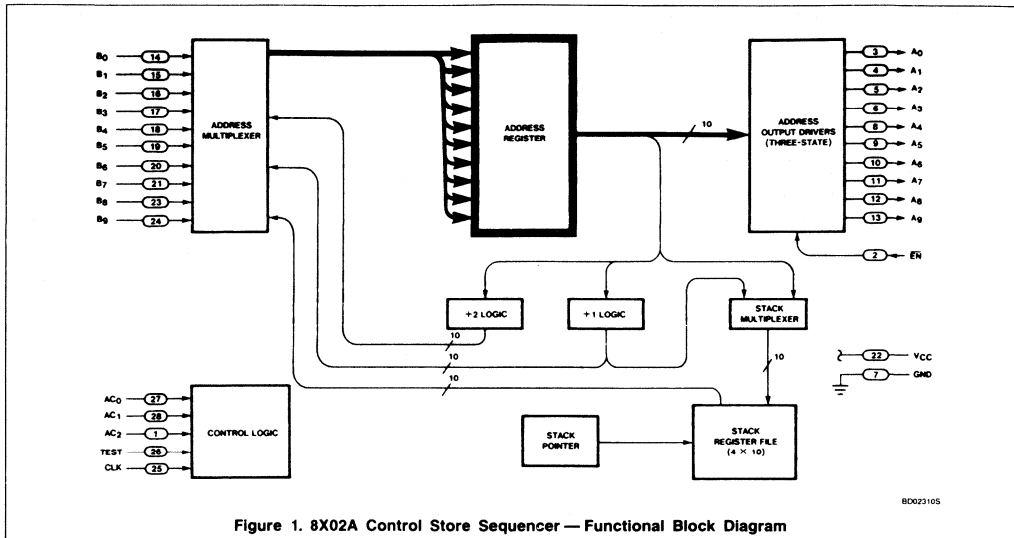 B0 14
B1 15
B2 16
B3 17
B4 18
B5 19
B6 20
B7 21
B8 23
B9 24
ADDRESS
MULTIPLEXER
ADDRESS
REGISTER
10
ADDRESS
OUTPUT DRIVERS
(THREE-STATE)
3 A0
4 A1
5 A2
6 A3
8 A4
9 A5
10 A6
11 A7
12 A8
13 A9
2 EN
+2 LOGIC
+1 LOGIC
STACK
MULTIPLEXER
10
10
10
10
22 VCC
7 GND
AC0 27
AC1 28
AC2 1
TEST 26
CLK 25
CONTROL LOGIC
STACK
POINTER
STACK
REGISTER FILE
(4 × 10)
BD02310S
Figure 1. 8X02A Control Store Sequencer — Functional Block Diagram